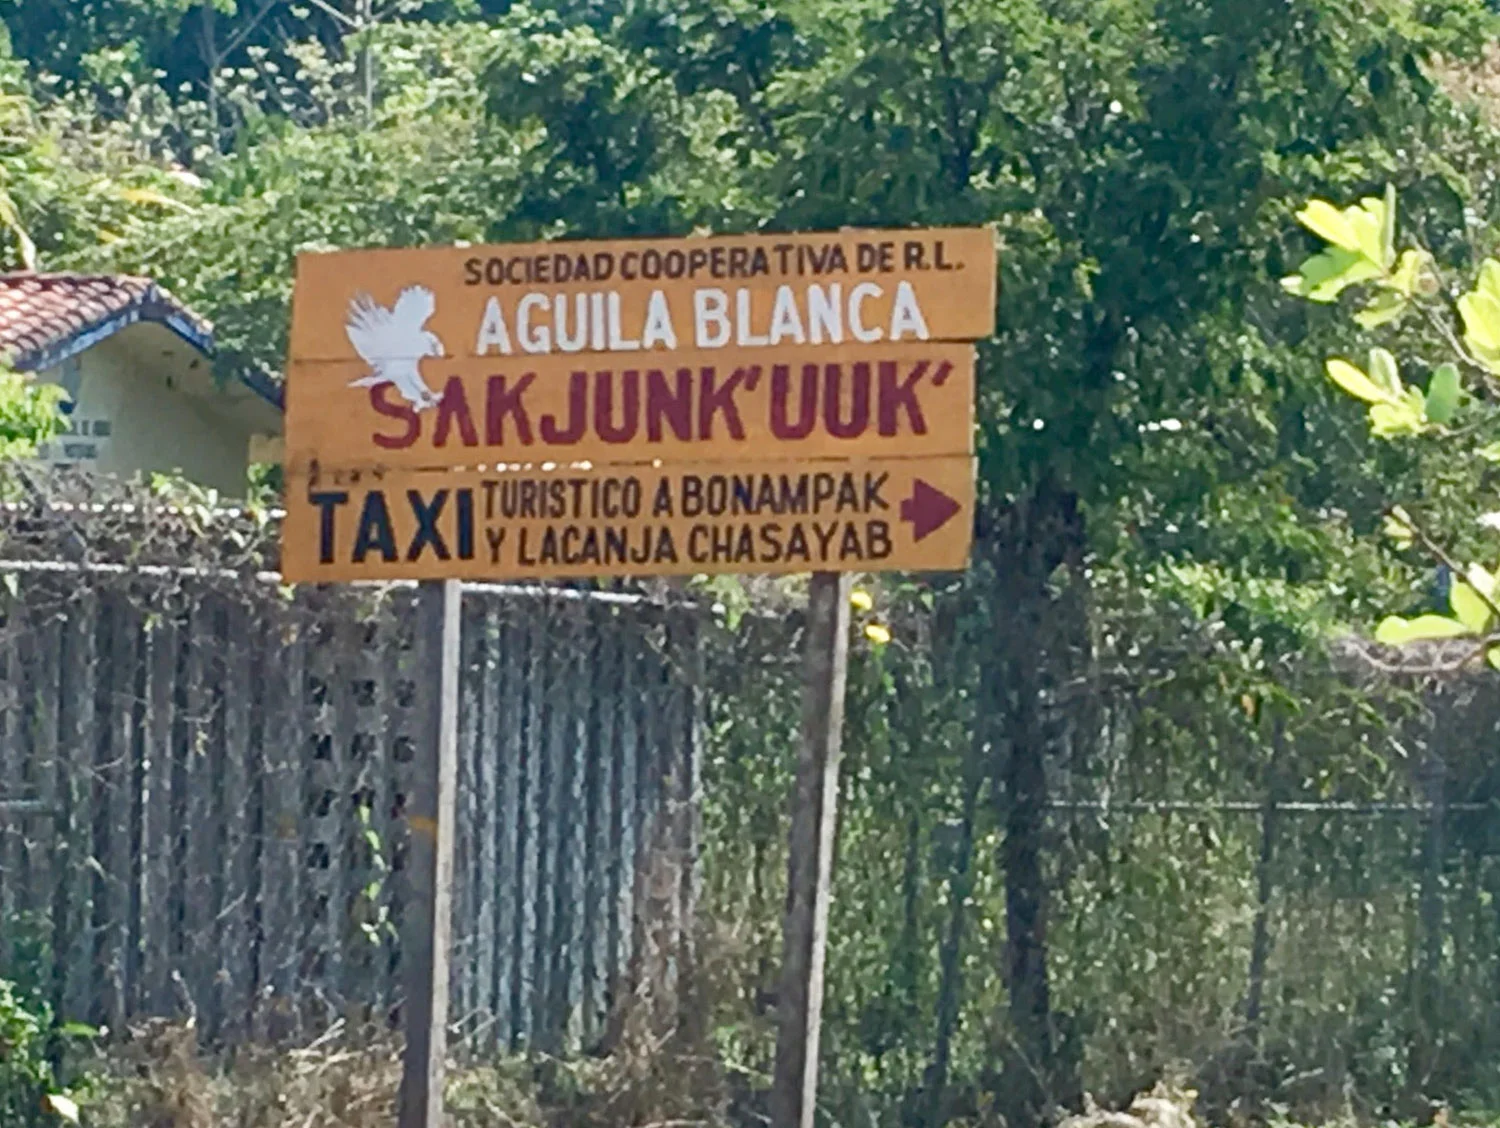 SOCIEDAD COOPERATIVA DE R.L.
AGUILA BLANCA
SAKJUNK'UUK'
TAXI TURISTICO A BONAMPAK
Y LACANJA CHASAYAB